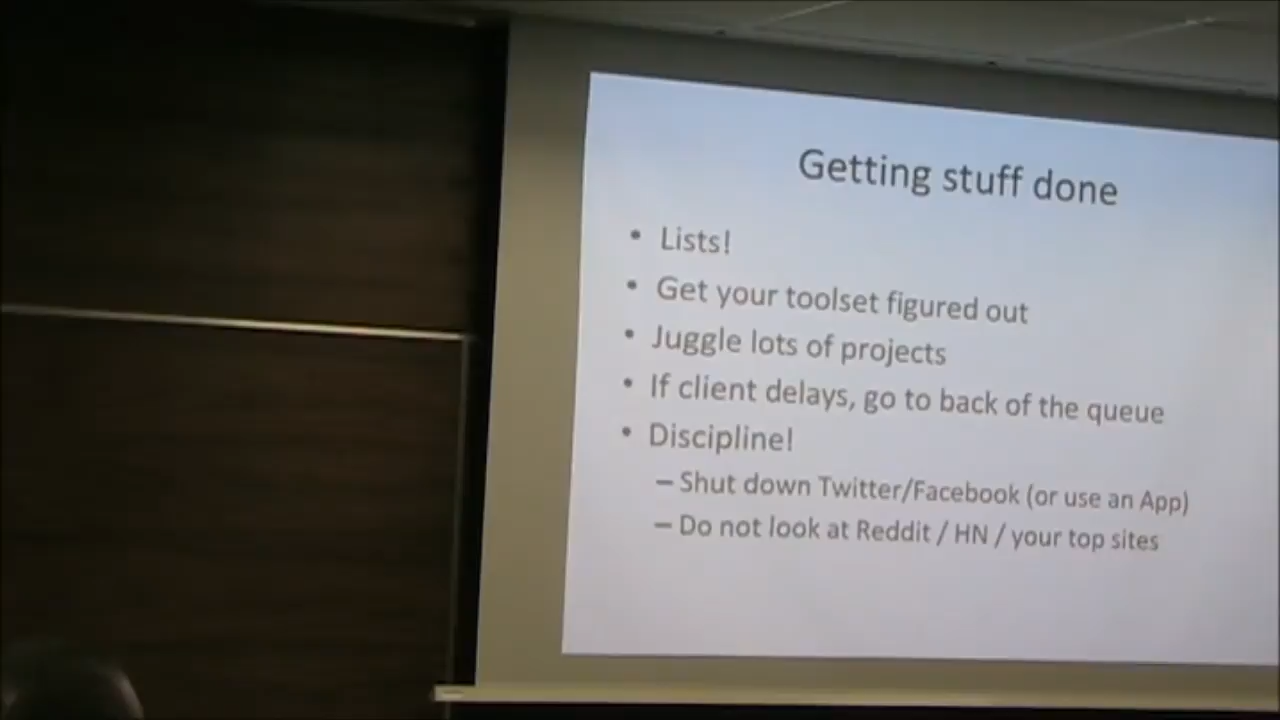 Getting stuff done
• Lists!
• Get your toolset figured out
• Juggle lots of projects
• If client delays, go to back of the queue
• Discipline!
– Shut down Twitter/Facebook (or use an App)
– Do not look at Reddit / HN / your top sites